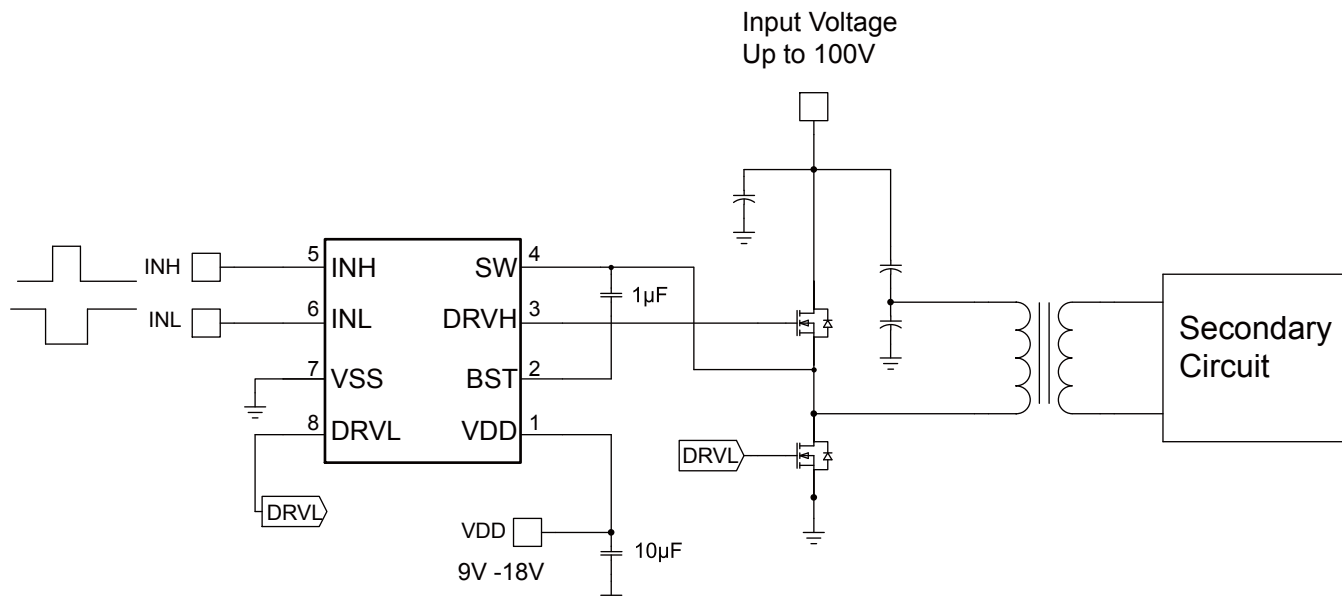 Input Voltage
Up to 100V
INH
5
INH
SW
4
1µF
INL
6
INL
DRVH
3
7
VSS
BST
2
8
DRVL
VDD
1
DRVL
DRVL
VDD
9V -18V
10µF
Secondary
Circuit